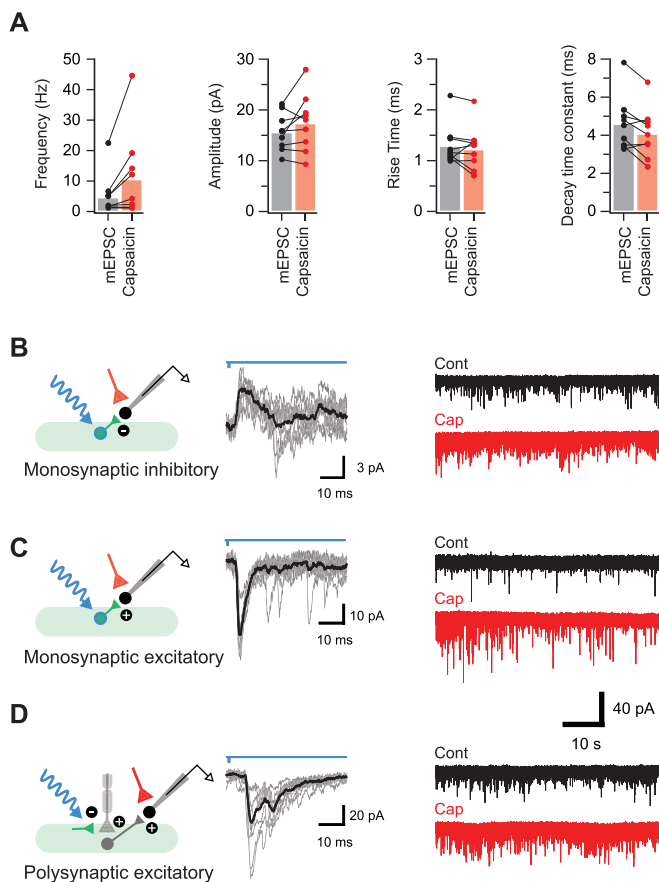 A
Frequency (Hz)
50
40
30
20
10
0
mEPSC
Capsaicin
Amplitude (pA)
30
20
10
0
mEPSC
Capsaicin
Rise Time (ms)
3
2
1
0
mEPSC
Capsaicin
Decay time constant (ms)
8
6
4
2
0
mEPSC
Capsaicin
B
Monosynaptic inhibitory
3 pA
10 ms
Cont
Cap
C
Monosynaptic excitatory
10 pA
10 ms
Cont
Cap
40 pA
10 s
D
Polysynaptic excitatory
20 pA
10 ms
Cont
Cap